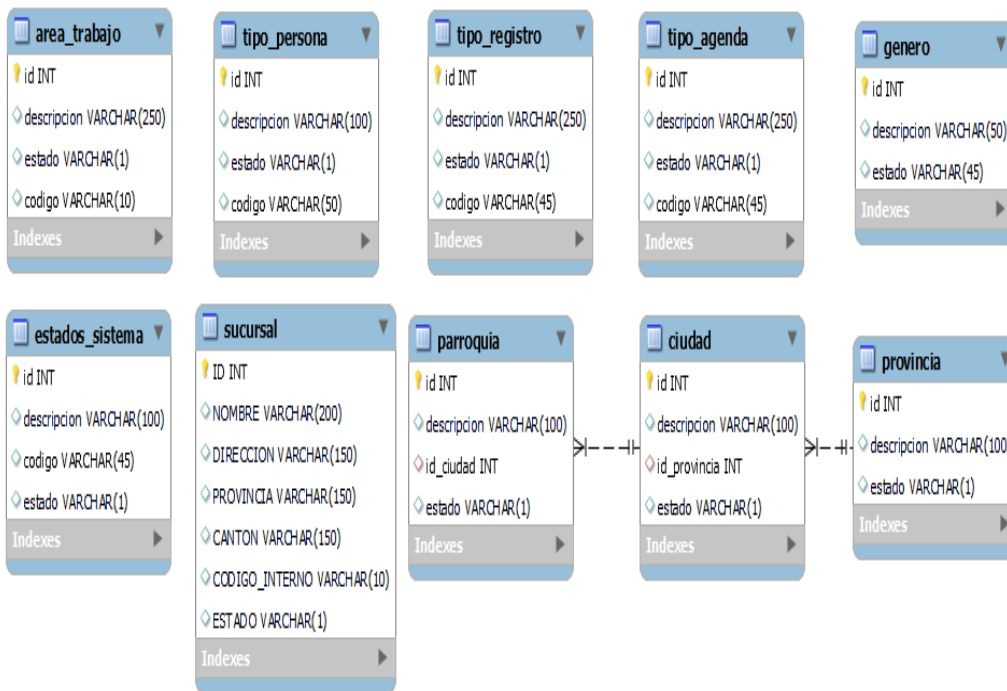 area_trabajo
id INT
descripcion VARCHAR(250)
estado VARCHAR(1)
codigo VARCHAR(10)
Indexes
tipo_persona
id INT
descripcion VARCHAR(100)
estado VARCHAR(1)
codigo VARCHAR(50)
Indexes
tipo_registro
id INT
descripcion VARCHAR(250)
estado VARCHAR(1)
codigo VARCHAR(45)
Indexes
tipo_agenda
id INT
descripcion VARCHAR(250)
estado VARCHAR(1)
codigo VARCHAR(45)
Indexes
genero
id INT
descripcion VARCHAR(50)
estado VARCHAR(45)
Indexes
estados_sistema
id INT
descripcion VARCHAR(100)
codigo VARCHAR(45)
estado VARCHAR(1)
Indexes
sucursal
ID INT
NOMBRE VARCHAR(200)
DIRECCION VARCHAR(150)
PROVINCIA VARCHAR(150)
CANTON VARCHAR(150)
CODIGO_INTERNO VARCHAR(10)
ESTADO VARCHAR(1)
Indexes
parroquia
id INT
descripcion VARCHAR(100)
id_ciudad INT
estado VARCHAR(1)
Indexes
ciudad
id INT
descripcion VARCHAR(100)
id_provincia INT
estado VARCHAR(1)
Indexes
provincia
id INT
descripcion VARCHAR(100
estado VARCHAR(1)
Indexes